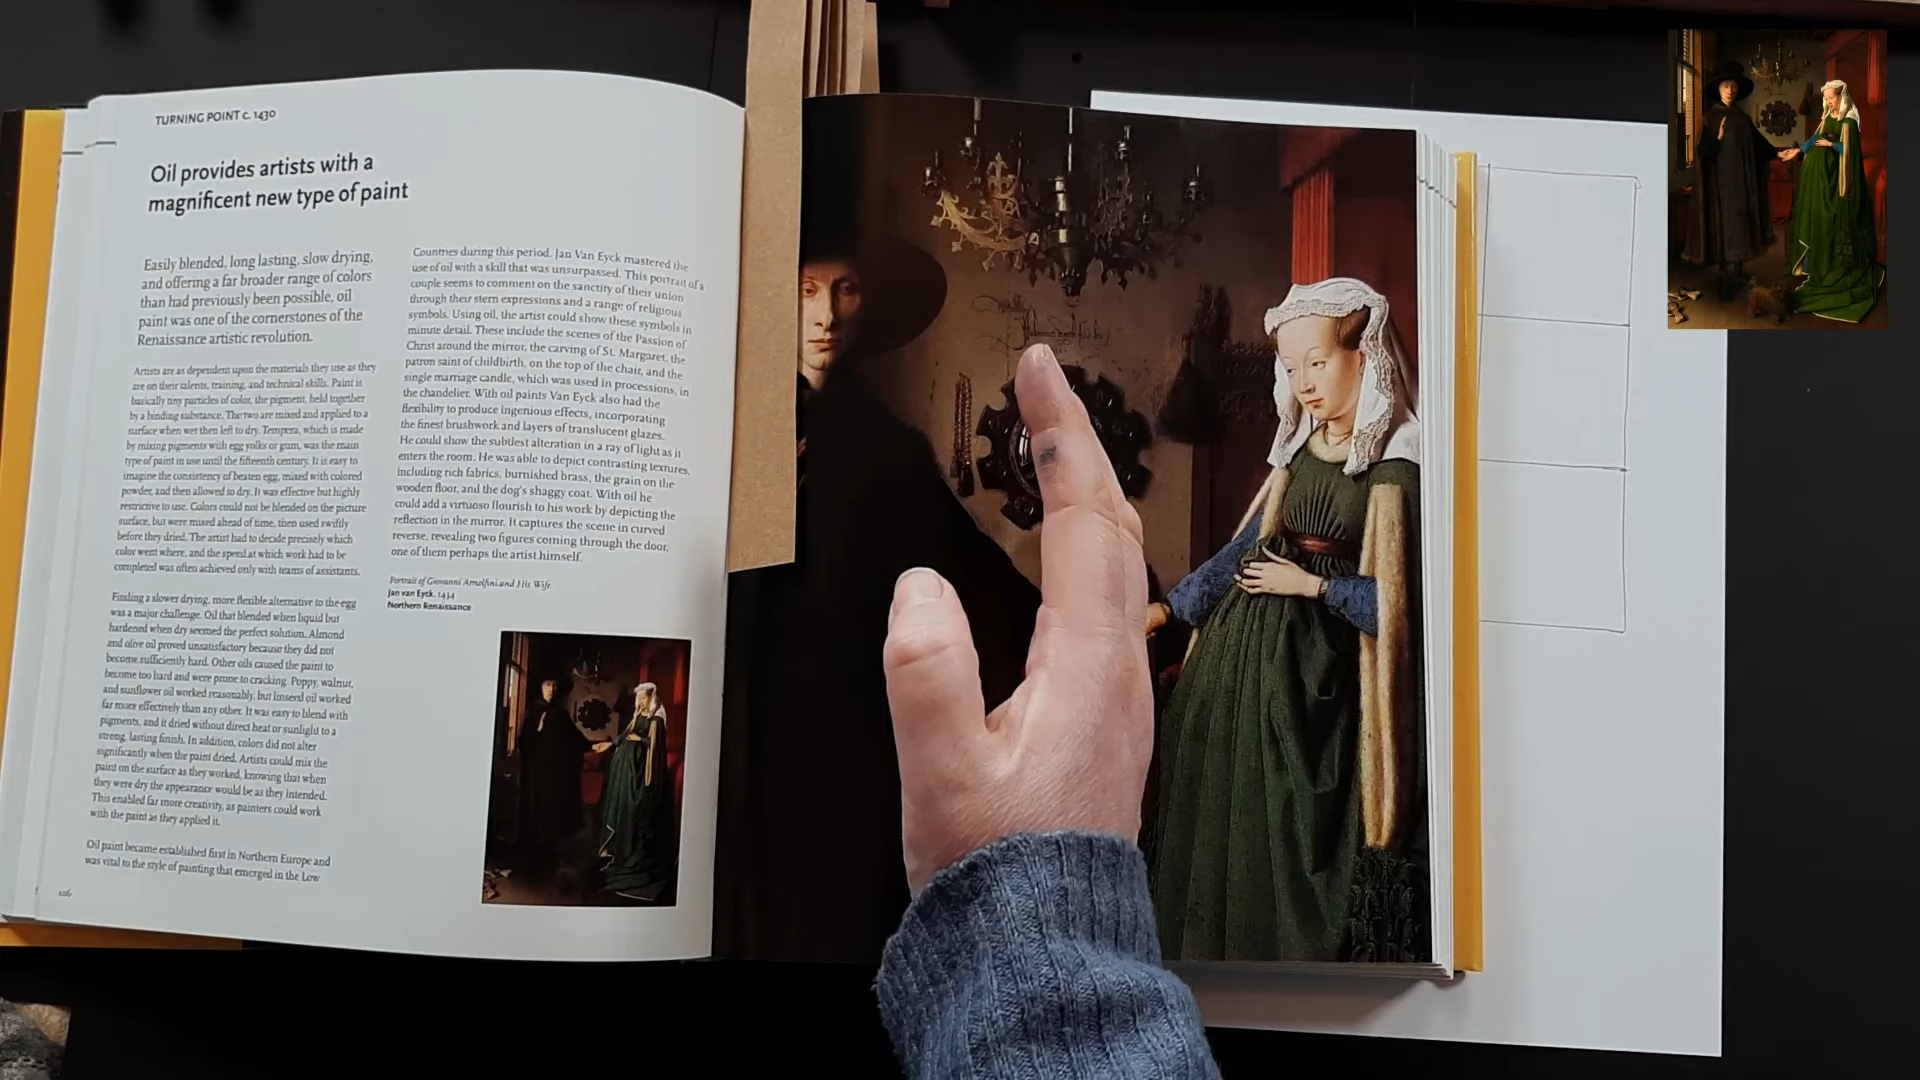 TURNING POINT c. 1430
Oil provides artists with a
magnificent new type of paint
Easily blended, long lasting, slow drying,
and offering a far broader range of colors
than had previously been possible, oil
paint was one of the cornerstones of the
Renaissance artistic revolution.
Artists are as dependent upon the materials they use as they
are on their talents, training, and technical skills. Paint is
basically tiny particles of color, the pigment, held together
by a binding substance. The two are mixed and applied to a
surface when wet then left to dry. Tempera, which is made
by mixing pigments with egg yolks or gum, was the main
type of paint in use until the fifteenth century. It is easy to
imagine the consistency of beaten egg, mixed with colored
powder, and then allowed to dry. It was effective but highly
restrictive to use. Colors could not be blended on the picture
surface, but were mixed ahead of time, then used swiftly
before they dried. The artist had to decide precisely which
color went where, and the speed at which work had to be
completed was often achieved only with teams of assistants.
Finding a slower drying, more flexible alternative to the egg
was a major challenge. Oil that blended when liquid but
hardened when dry seemed the perfect solution. Almond
and olive oil proved unsatisfactory because they did not
become sufficiently hard. Other oils caused the paint to
become too hard and were prone to cracking. Poppy, walnut,
and sunflower oil worked reasonably, but linseed oil worked
far more effectively than any other. It was easy to blend with
pigments, and it dried without direct heat or sunlight to a
strong, lasting finish. In addition, colors did not alter
significantly when the paint dried. Artists could mix the
paint on the surface as they worked, knowing that when
they were dry the appearance would be as they intended.
This enabled far more creativity, as painters could work
with the paint as they applied it.
Oil paint became established first in Northern Europe and
was vital to the style of painting that emerged in the Low
106
Countries during this period. Jan Van Eyck mastered the
use of oil with a skill that was unsurpassed. This portrait of a
couple seems to comment on the sanctity of their union
through their stern expressions and a range of religious
symbols. Using oil, the artist could show these symbols in
minute detail. These include the scenes of the Passion of
Christ around the mirror, the carving of St. Margaret, the
patron saint of childbirth, on the top of the chair, and the
single marriage candle, which was used in processions, in
the chandelier. With oil paints Van Eyck also had the
flexibility to produce ingenious effects, incorporating
the finest brushwork and layers of translucent glazes.
He could show the subtlest alteration in a ray of light as it
enters the room. He was able to depict contrasting textures,
including rich fabrics, burnished brass, the grain on the
wooden floor, and the dog's shaggy coat. With oil he
could add a virtuoso flourish to his work by depicting the
reflection in the mirror. It captures the scene in curved
reverse, revealing two figures coming through the door,
one of them perhaps the artist himself.
Portrait of Giovanni Arnolfini and His Wife
Jan van Eyck, 1434
Northern Renaissance